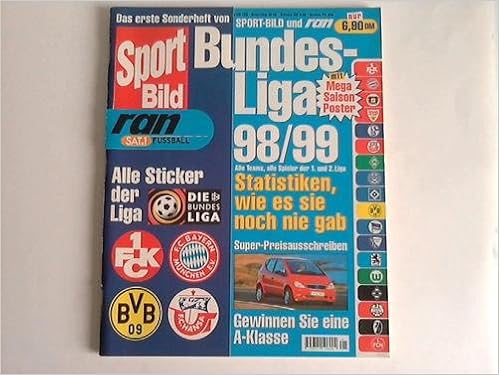 Das erste Sonderheft von SPORT-BILD und ran
nur
6,90 DM
Sport
Bild
Bundes-
Liga
mit
Mega
Saison
Poster
ran
SAT.1 FUSSBALL
98/99
Alle Teams, alle Spieler der 1. und 2. Liga
Alle Sticker
der
Liga
DIE
BUNDES
LIGA
Statistiken,
wie es sie
noch nie gab
1.
FCK
FC BAYERN
MÜNCHEN E.V.
Super-Preisausschreiben
BVB
09
F.C. HANSA
Gewinnen Sie eine
A-Klasse